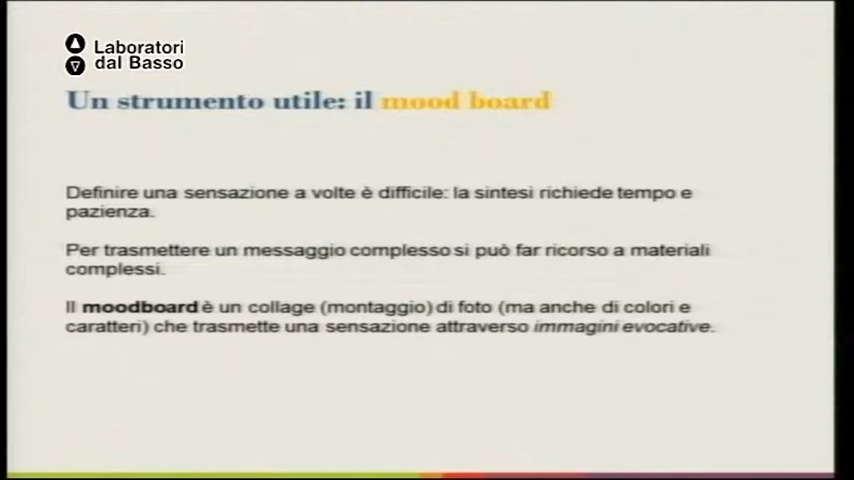 Laboratori
dal Basso
Un strumento utile: il mood board
Definire una sensazione a volte è difficile: la sintesi richiede tempo e
pazienza.
Per trasmettere un messaggio complesso si può far ricorso a materiali
complessi.
Il moodboard è un collage (montaggio) di foto (ma anche di colori e
caratteri) che trasmette una sensazione attraverso immagini evocative.